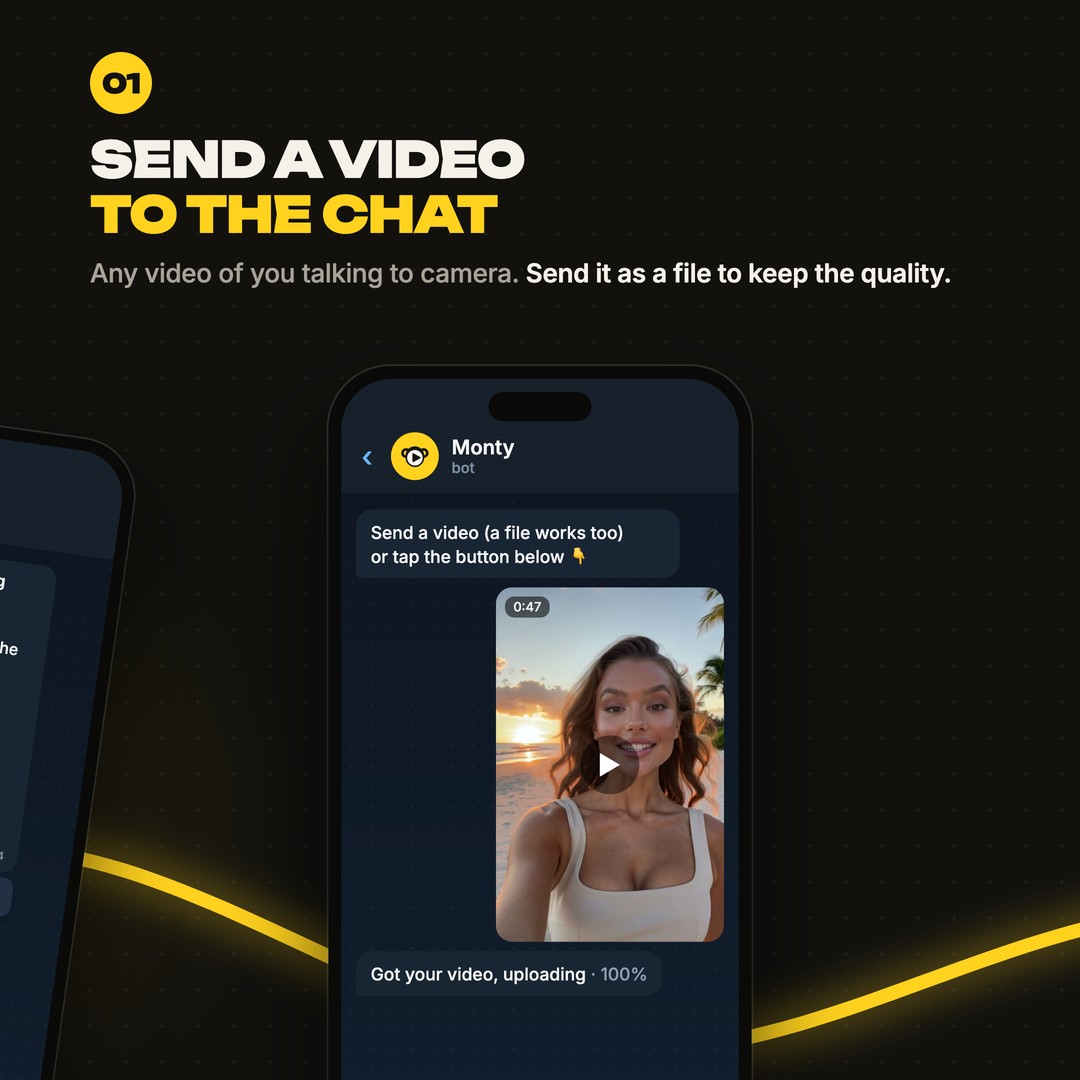 01
SEND A VIDEO
TO THE CHAT
Any video of you talking to camera. Send it as a file to keep the quality.
Monty
bot
Send a video (a file works too)
or tap the button below 👇
0:47
Got your video, uploading · 100%